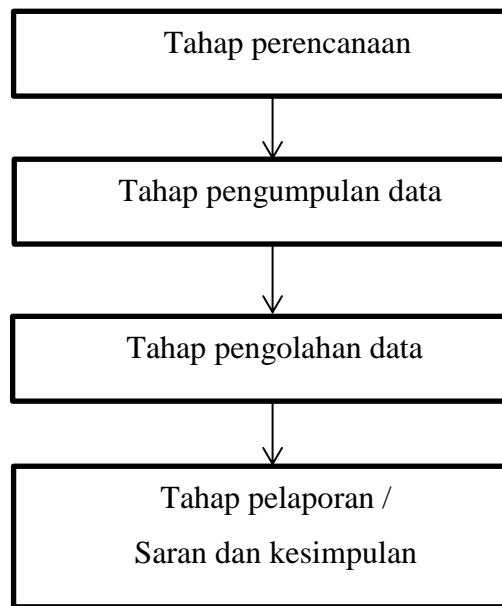 Tahap perencanaan
Tahap pengumpulan data
Tahap pengolahan data
Tahap pelaporan /
Saran dan kesimpulan